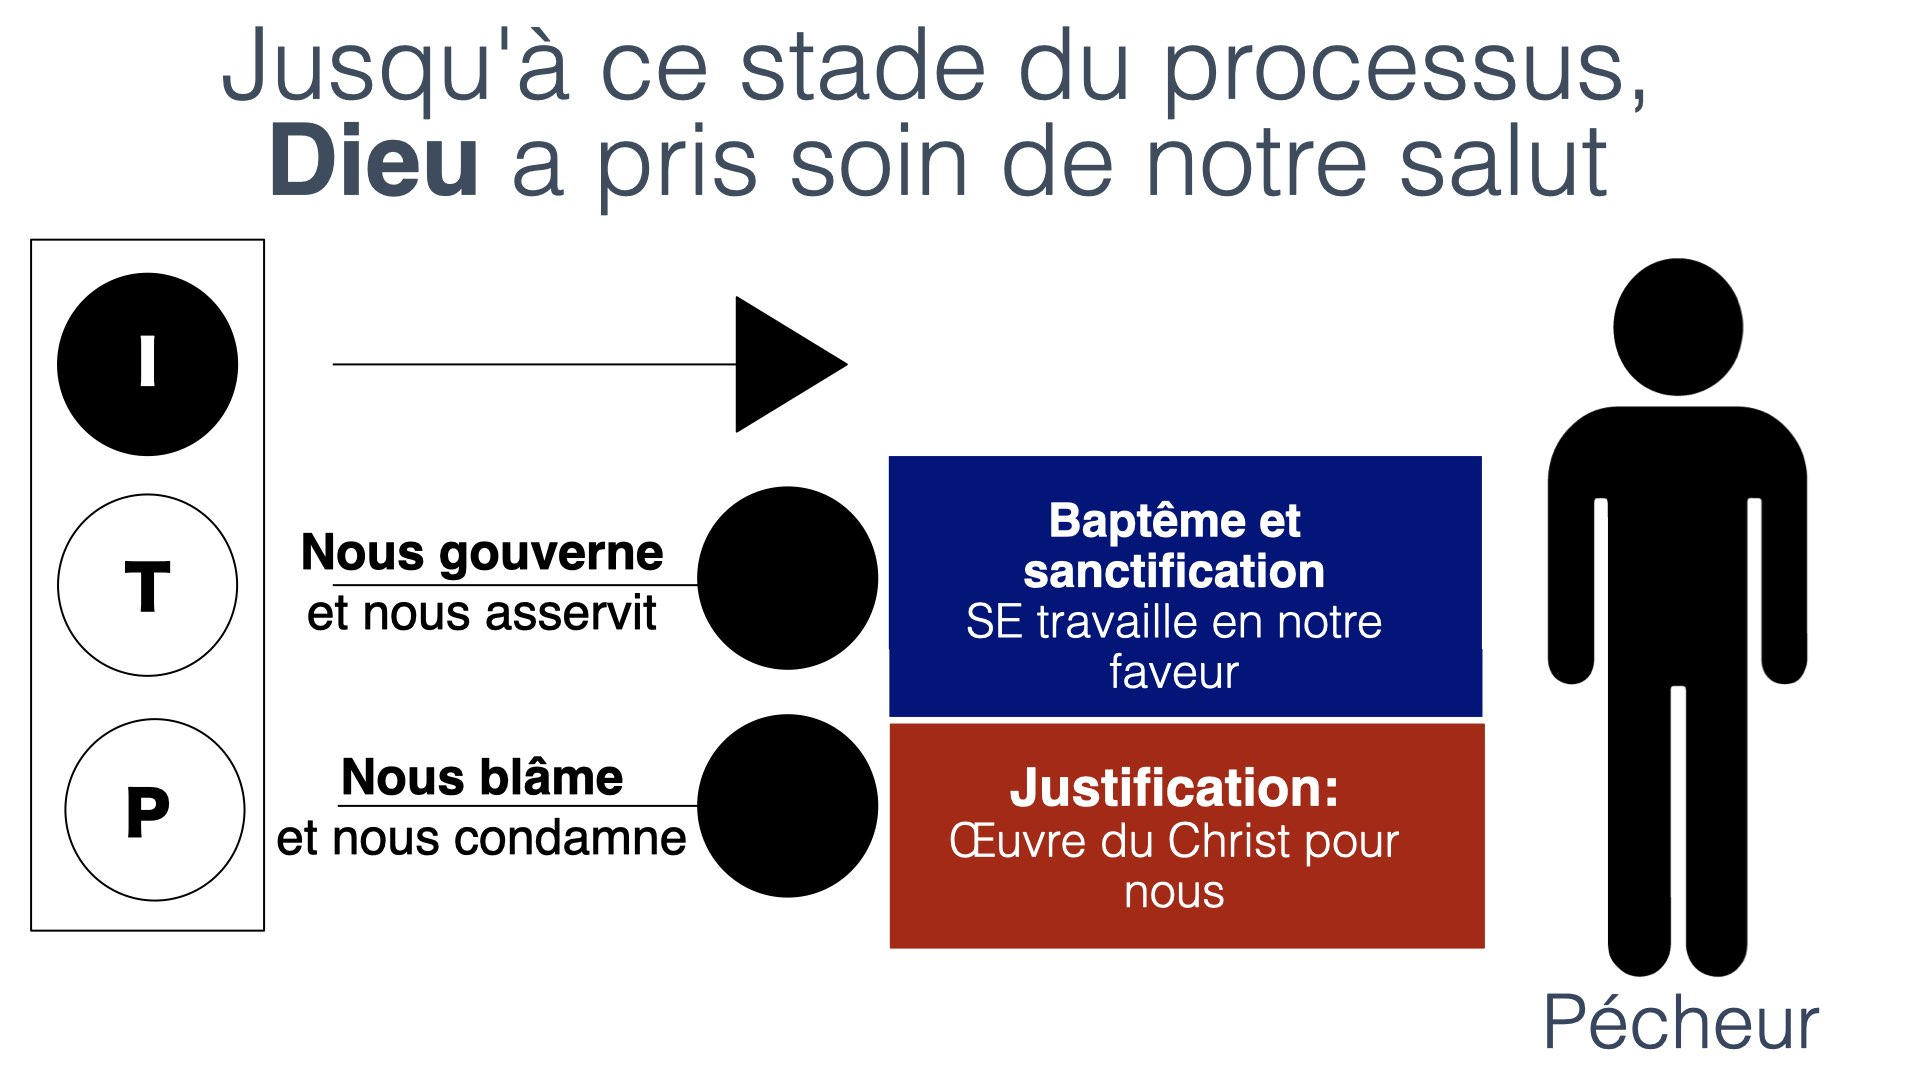 Jusqu'à ce stade du processus,
Dieu a pris soin de notre salut
I
T
Nous gouverne
et nous asservit
Baptême et
sanctification
SE travaille en notre
faveur
P
Nous blâme
et nous condamne
Justification:
Œuvre du Christ pour
nous
Pécheur